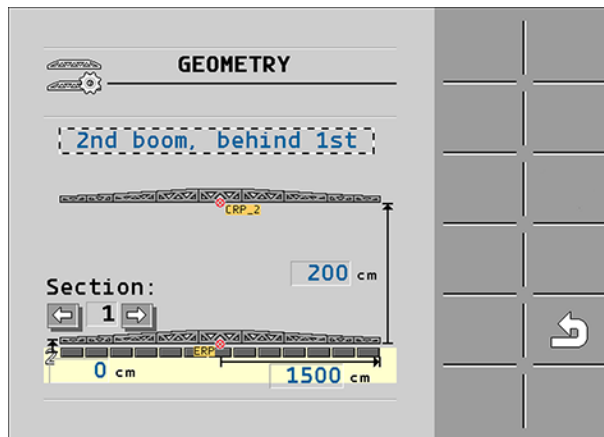 GEOMETRY
2nd boom, behind 1st
CRP_2
200 cm
Section:
1
ERP
Z
0 cm
1500 cm